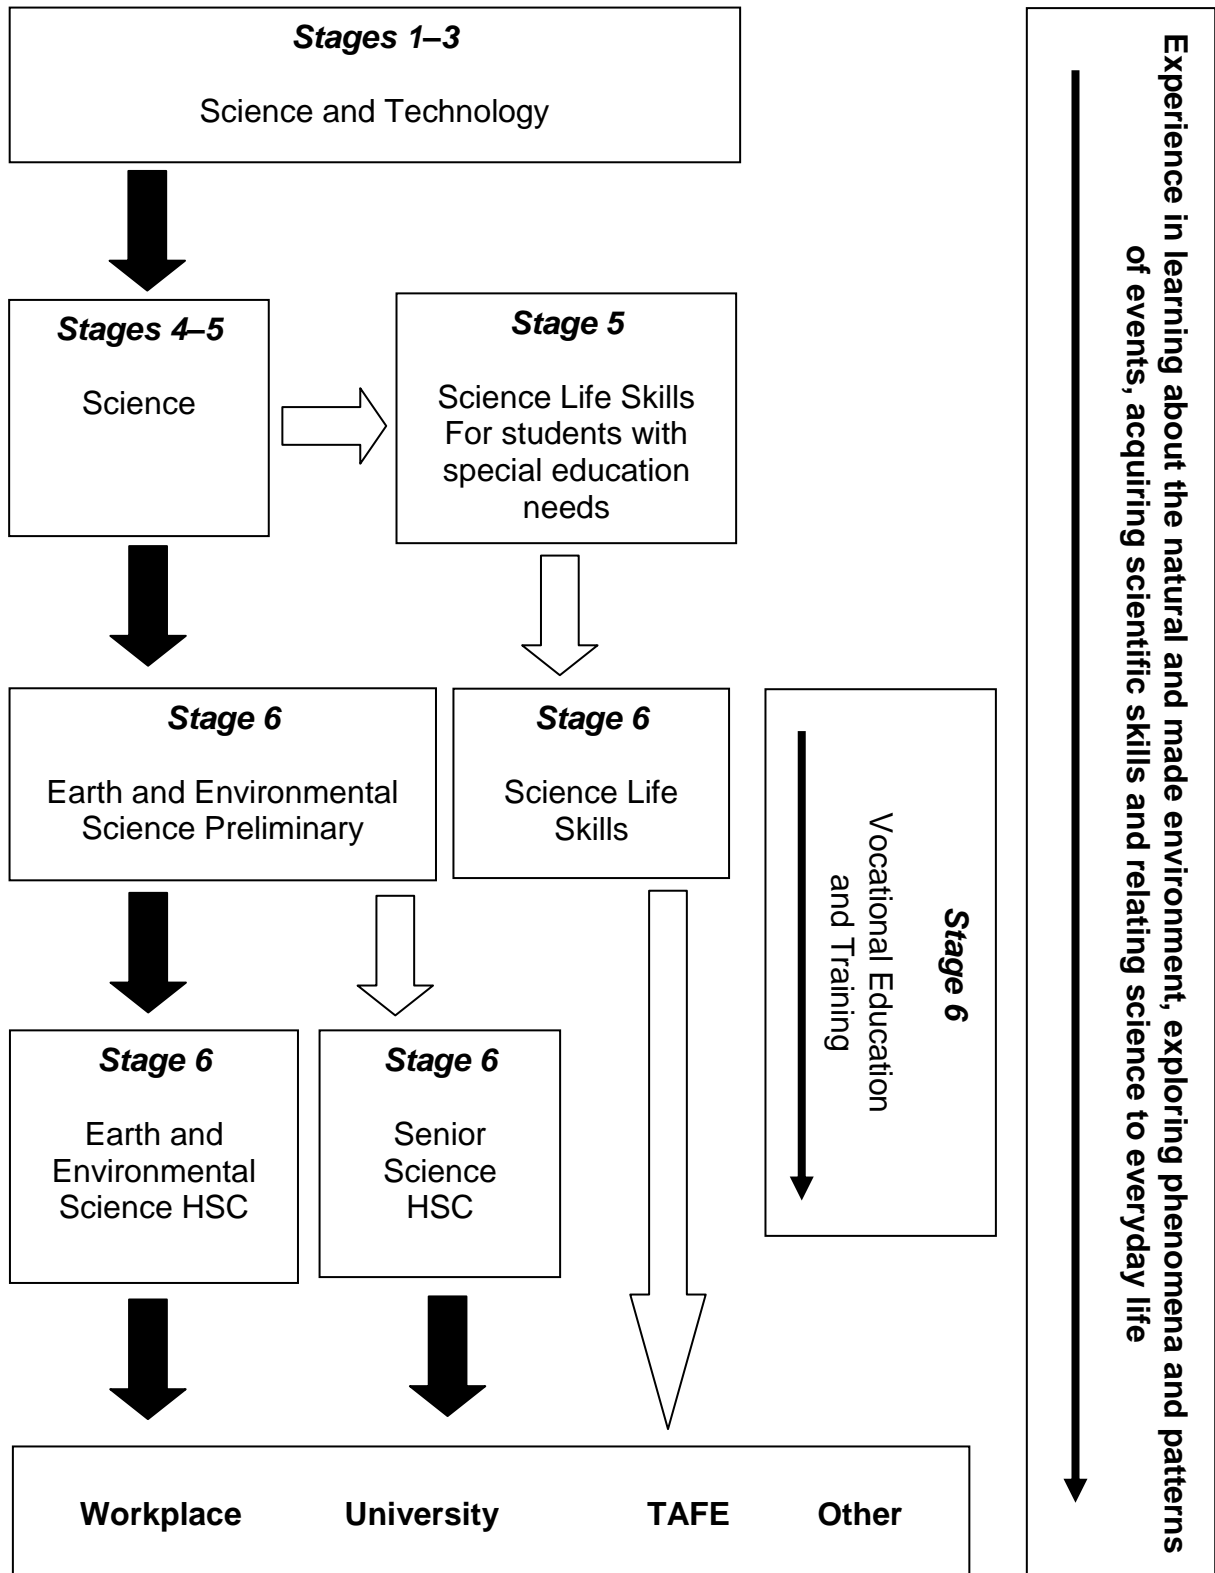 Stages 1–3
Science and Technology
Stages 4–5
Science
Stage 5
Science Life Skills
For students with
special education
needs
Stage 6
Earth and Environmental
Science Preliminary
Stage 6
Science Life
Skills
Stage 6
Vocational Education
and Training
Stage 6
Earth and
Environmental
Science HSC
Stage 6
Senior
Science
HSC
Workplace University TAFE Other
Experience in learning about the natural and made environment, exploring phenomena and patterns
of events, acquiring scientific skills and relating science to everyday life